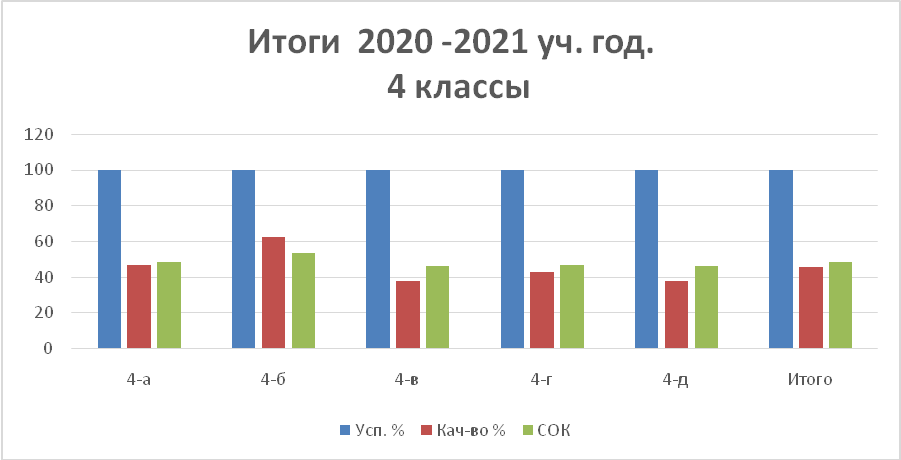 Итоги  2020 -2021 уч. год.
4 классы
120
100
80
60
40
20
0
4-а 4-б 4-в 4-г 4-д Итого
Усп. % Кач-во % СОК